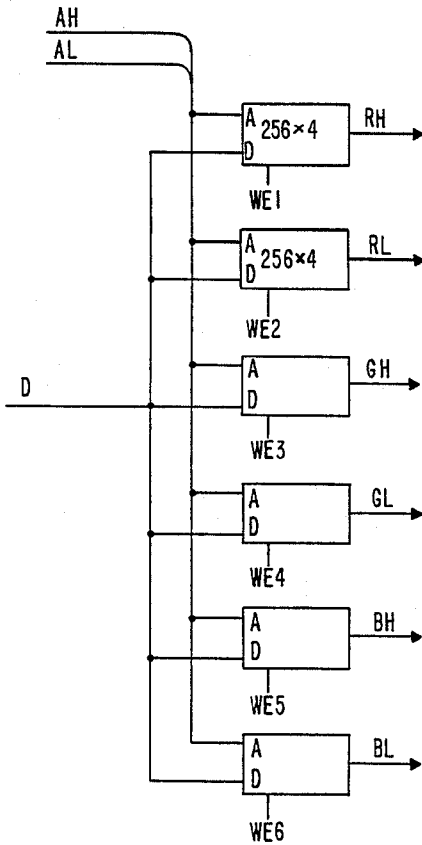 AH
AL
A 256×4 RH
D
WE1
A 256×4 RL
D
WE2
A GH
D
D
WE3
A GL
D
WE4
A BH
D
WE5
A BL
D
WE6